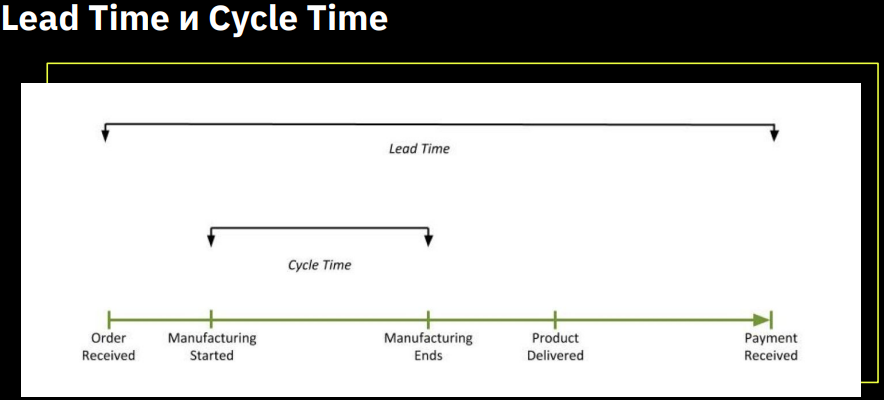 Lead Time и Cycle Time
Lead Time
Cycle Time
Order
Received
Manufacturing
Started
Manufacturing
Ends
Product
Delivered
Payment
Received